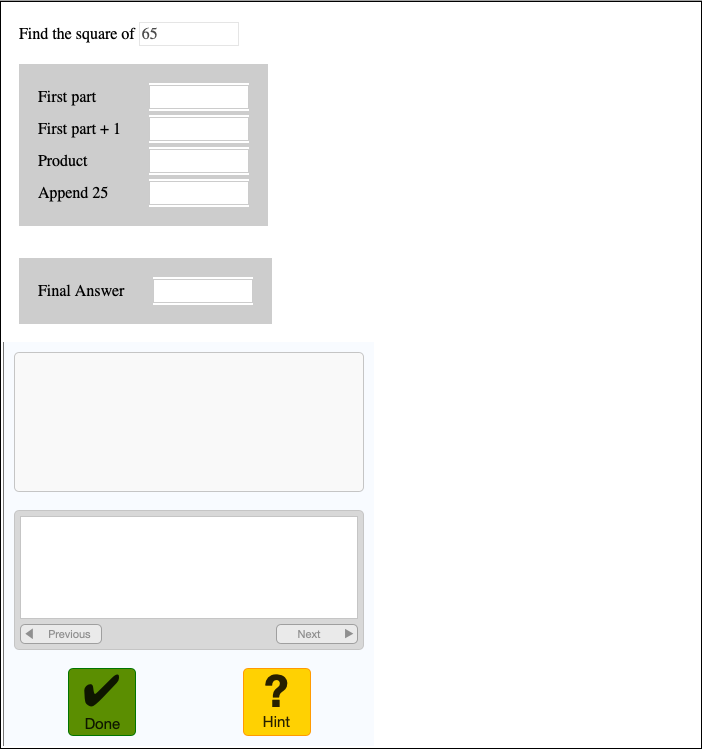 Find the square of 65
First part
First part + 1
Product
Append 25
Final Answer
Previous
Next
Done
?
Hint